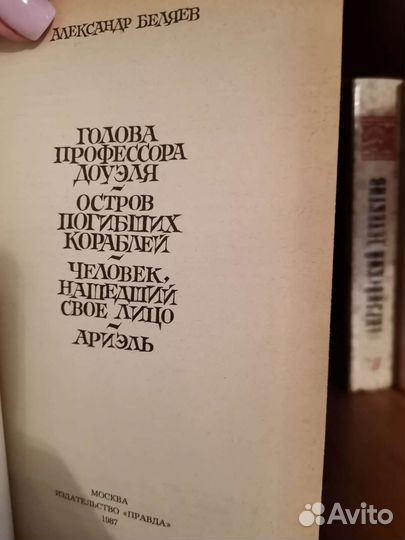 АЛЕКСАНДР БЕЛЯЕВ
ГОЛОВА
ПРОФЕССОРА
ДОУЭЛЯ
~
ОСТРОВ
ПОГИБШИХ
КОРАБЛЕЙ
~
ЧЕЛОВЕК,
НАШЕДШИЙ
СВОЕ ЛИЦО
~
АРИЭЛЬ
МОСКВА
ИЗДАТЕЛЬСТВО «ПРАВДА»
1987
Avito